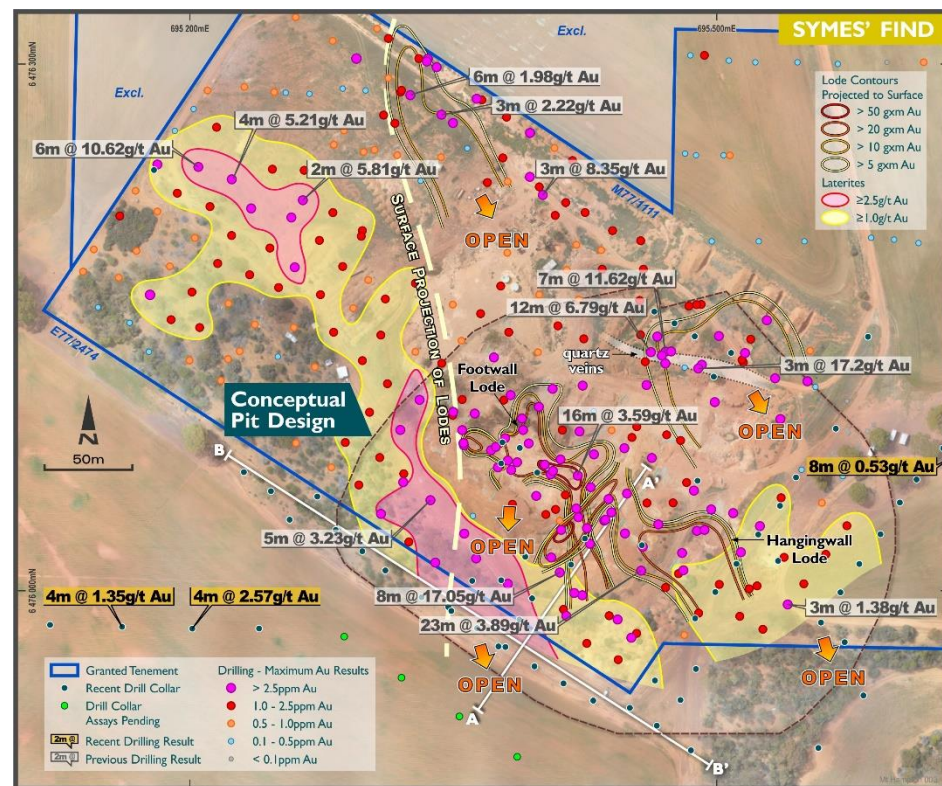 695 200mE
695 500mE
SYMES' FIND
6 476 300mN
Excl.
Excl.
Lode Contours
Projected to Surface
> 50 gxm Au
> 20 gxm Au
> 10 gxm Au
> 5 gxm Au
Laterites
≥2.5g/t Au
≥1.0g/t Au
6m @ 1.98g/t Au
3m @ 2.22g/t Au
4m @ 5.21g/t Au
6m @ 10.62g/t Au
2m @ 5.81g/t Au
3m @ 8.35g/t Au
M77/1111
OPEN
SURFACE PROJECTION OF LODES
7m @ 11.62g/t Au
12m @ 6.79g/t Au
E77/2474
quartz
veins
3m @ 17.2g/t Au
Footwall
Lode
Conceptual
Pit Design
16m @ 3.59g/t Au
OPEN
N
50m
B
A'
8m @ 0.53g/t Au
5m @ 3.23g/t Au
OPEN
Hangingwall
Lode
6 476 000mN
4m @ 1.35g/t Au
4m @ 2.57g/t Au
8m @ 17.05g/t Au
3m @ 1.38g/t Au
23m @ 3.89g/t Au
OPEN
OPEN
A
B'
Granted Tenement
Recent Drill Collar
Drill Collar
Assays Pending
2m @
Recent Drilling Result
2m @
Previous Drilling Result
Drilling - Maximum Au Results
> 2.5ppm Au
1.0 - 2.5ppm Au
0.5 - 1.0ppm Au
0.1 - 0.5ppm Au
< 0.1ppm Au